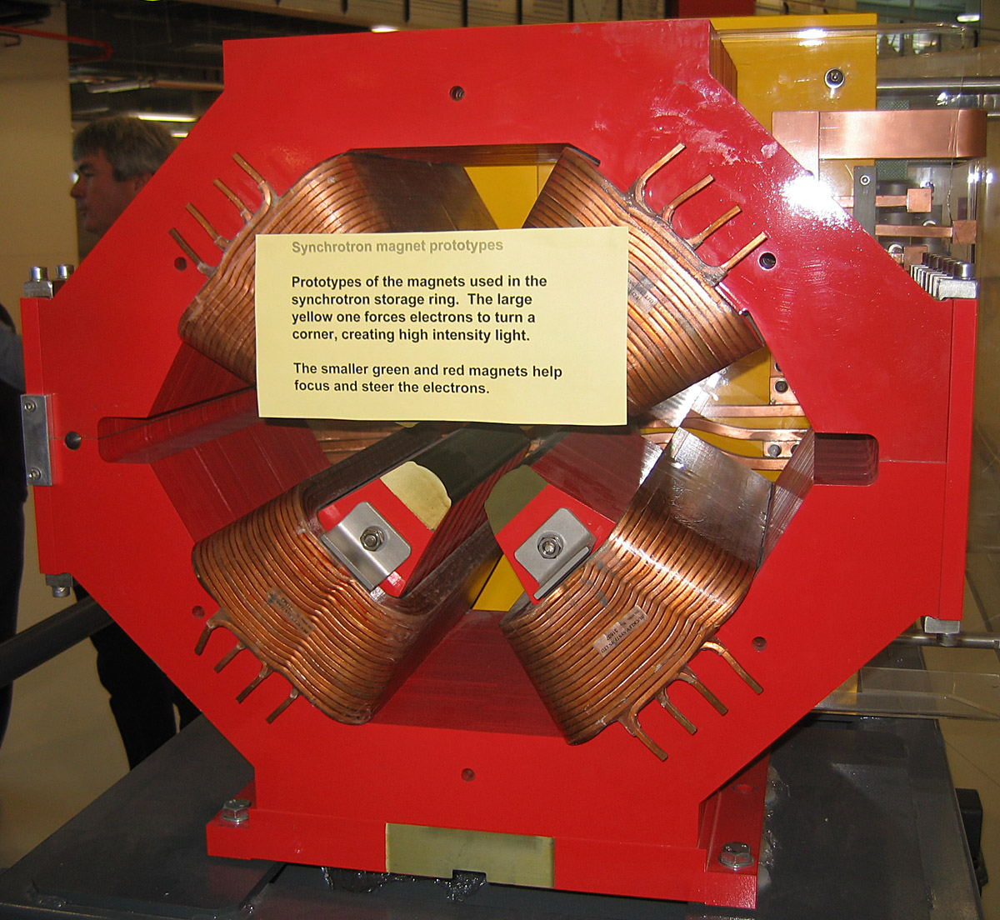 Synchrotron magnet prototypes
Prototypes of the magnets used in the
synchrotron storage ring. The large
yellow one forces electrons to turn a
corner, creating high intensity light.
The smaller green and red magnets help
focus and steer the electrons.